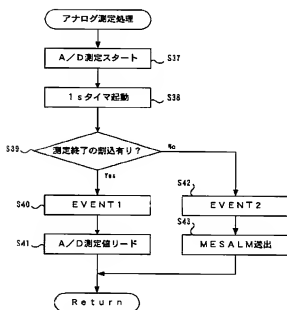 アナログ測定処理
A/D測定スタート
S37
1sタイマ起動
S38
S39
測定終了の割込有り?
No
Yes
S40
EVENT1
S42
EVENT2
S41
A/D測定値リード
S43
MESALM送出
Return